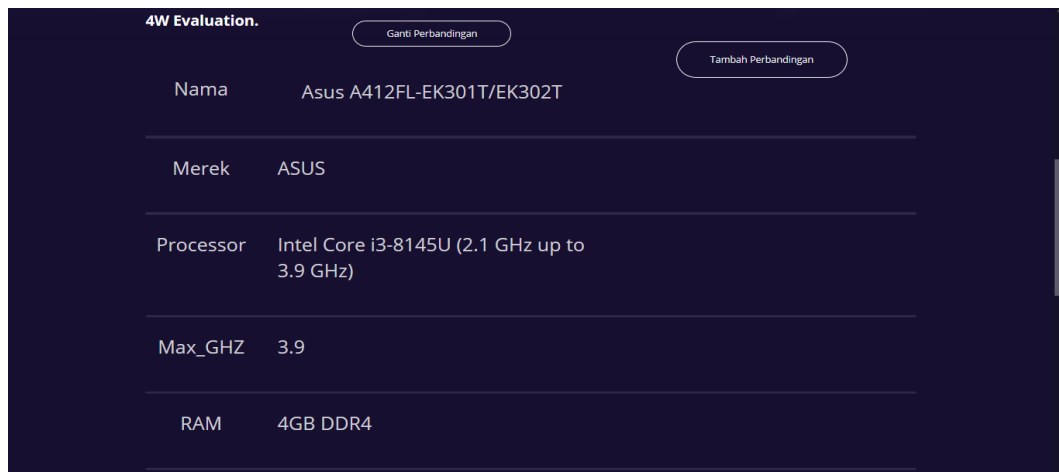 4W Evaluation.
Ganti Perbandingan
Tambah Perbandingan
Nama Asus A412FL-EK301T/EK302T
Merek ASUS
Processor Intel Core i3-8145U (2.1 GHz up to
3.9 GHz)
Max_GHZ 3.9
RAM 4GB DDR4